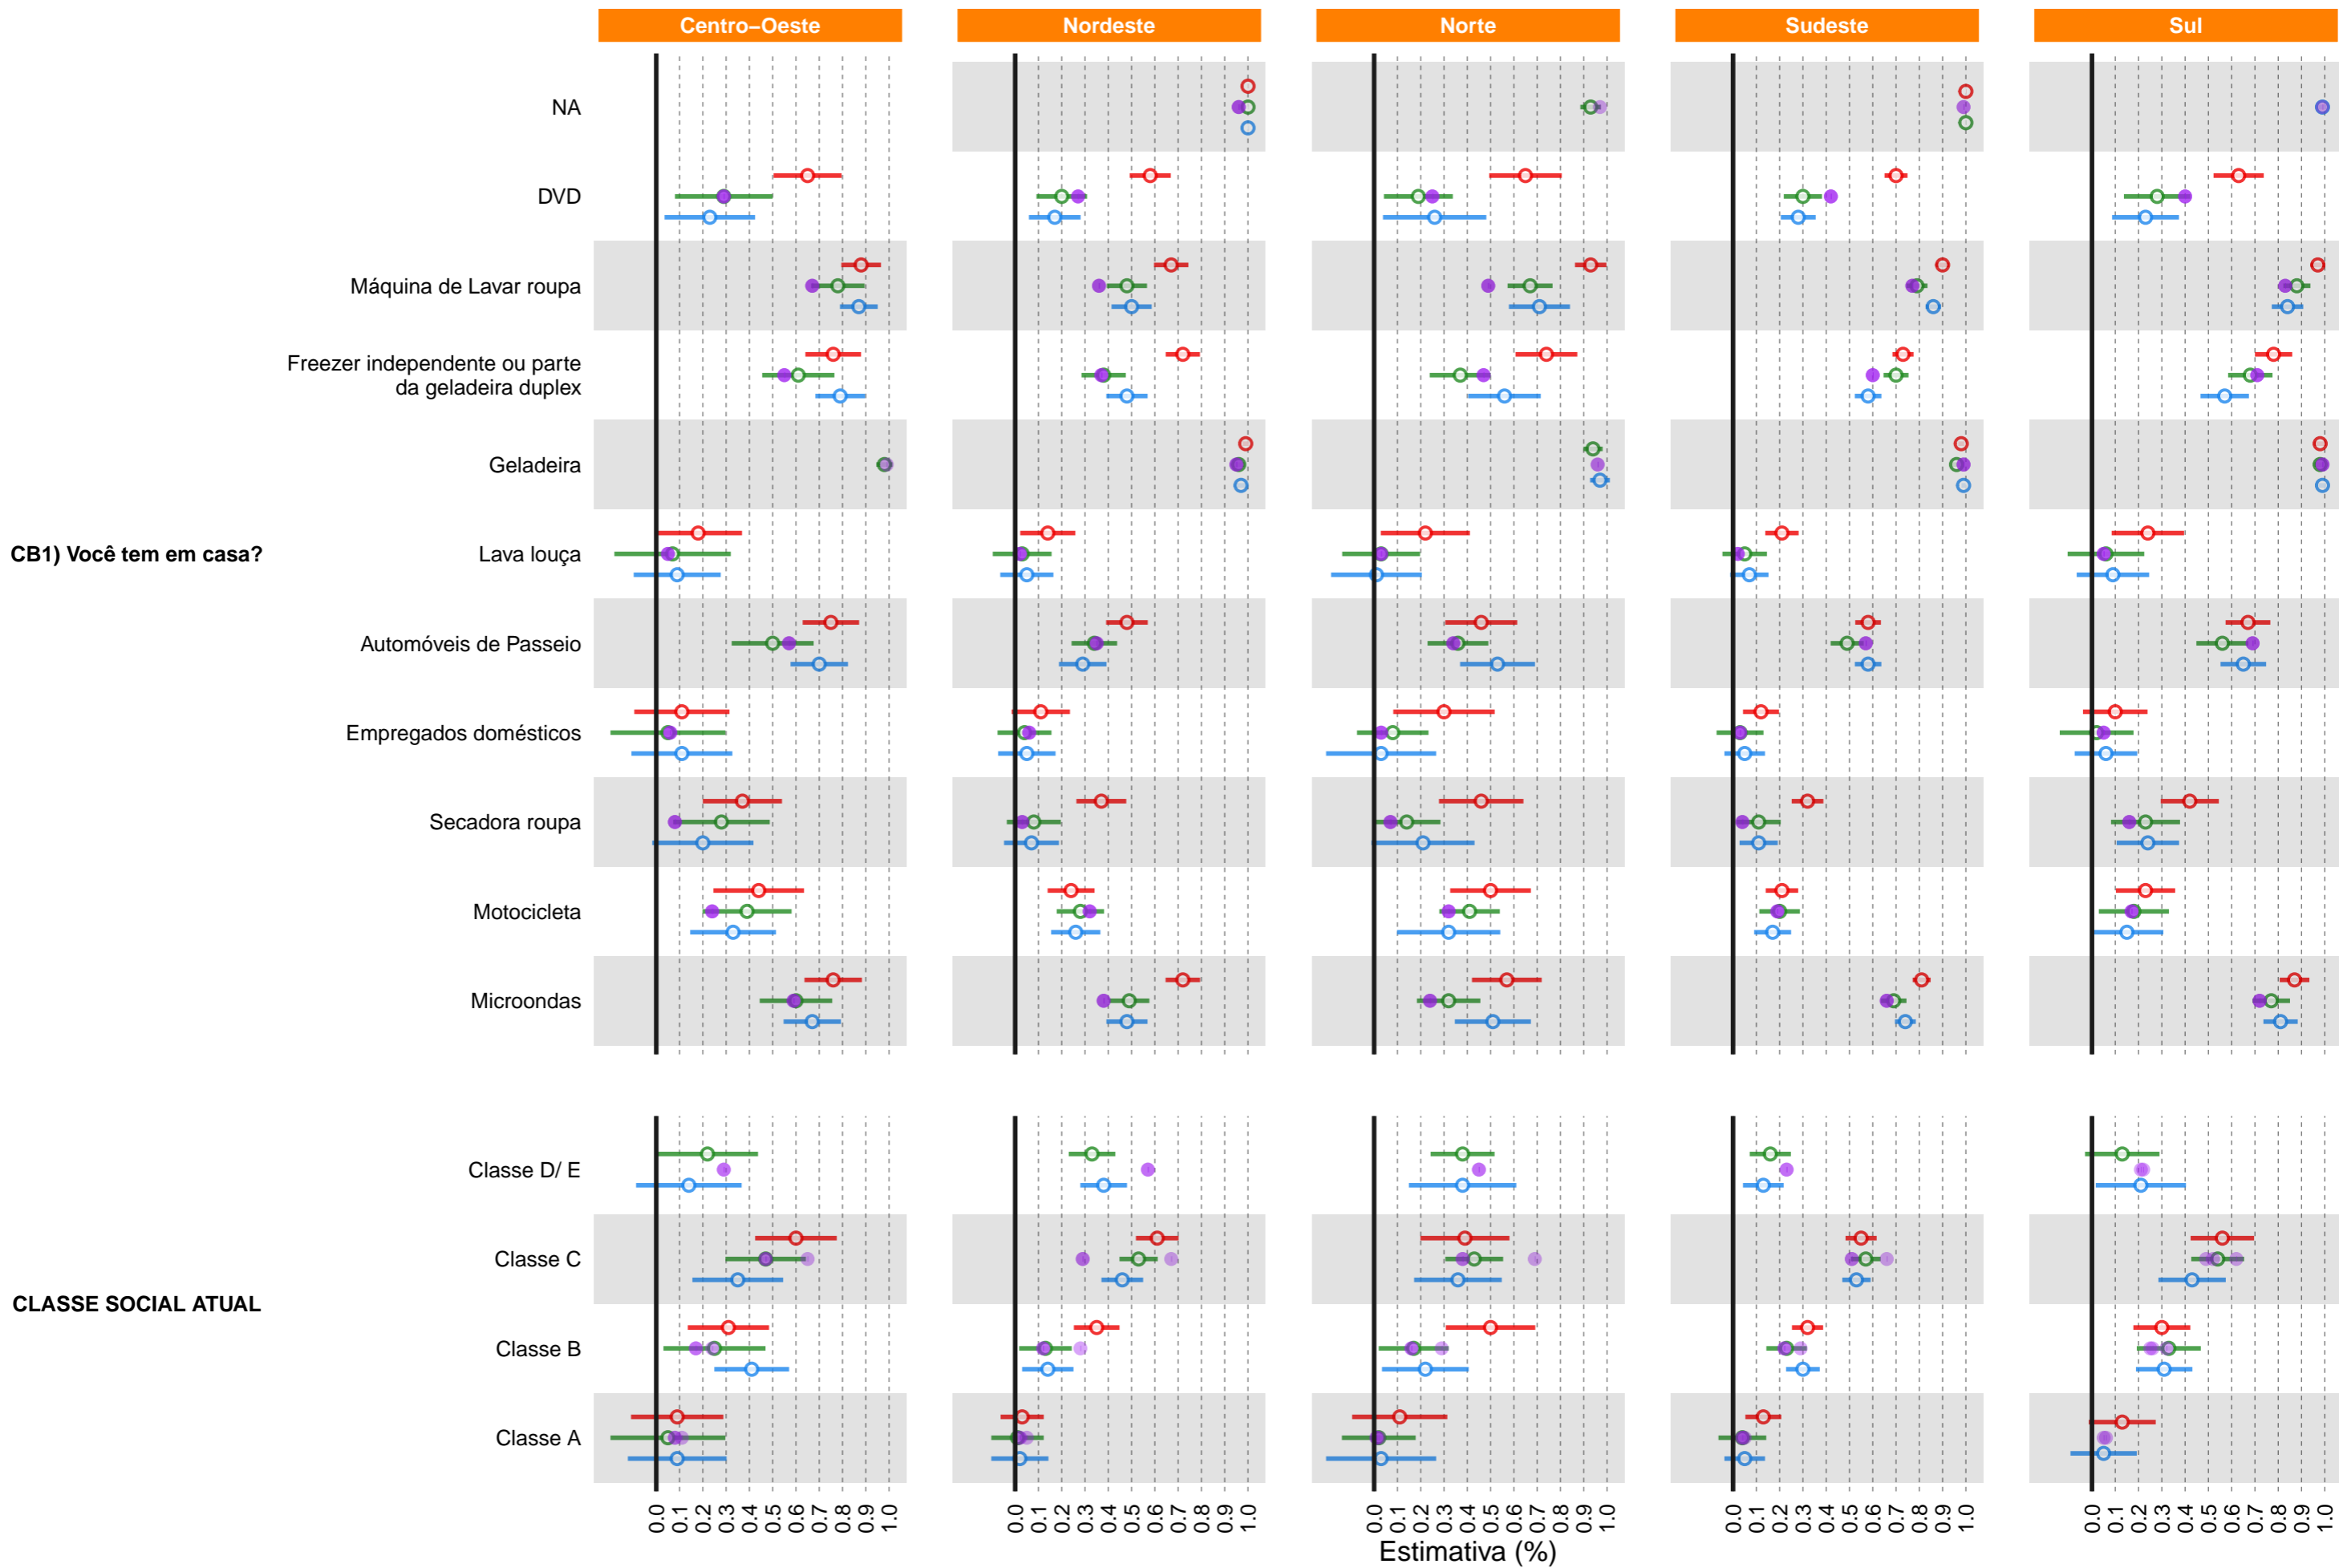 Centro–Oeste
Nordeste
Norte
Sudeste
Sul
NA
DVD
Máquina de Lavar roupa
Freezer independente ou parte
da geladeira duplex
Geladeira
CB1) Você tem em casa?
Lava louça
Automóveis de Passeio
Empregados domésticos
Secadora roupa
Motocicleta
Microondas
Classe D/ E
Classe C
CLASSE SOCIAL ATUAL
Classe B
Classe A
0.0 0.1 0.2 0.3 0.4 0.5 0.6 0.7 0.8 0.9 1.0
0.0 0.1 0.2 0.3 0.4 0.5 0.6 0.7 0.8 0.9 1.0
0.0 0.1 0.2 0.3 0.4 0.5 0.6 0.7 0.8 0.9 1.0
0.0 0.1 0.2 0.3 0.4 0.5 0.6 0.7 0.8 0.9 1.0
0.0 0.1 0.2 0.3 0.4 0.5 0.6 0.7 0.8 0.9 1.0
Estimativa (%)